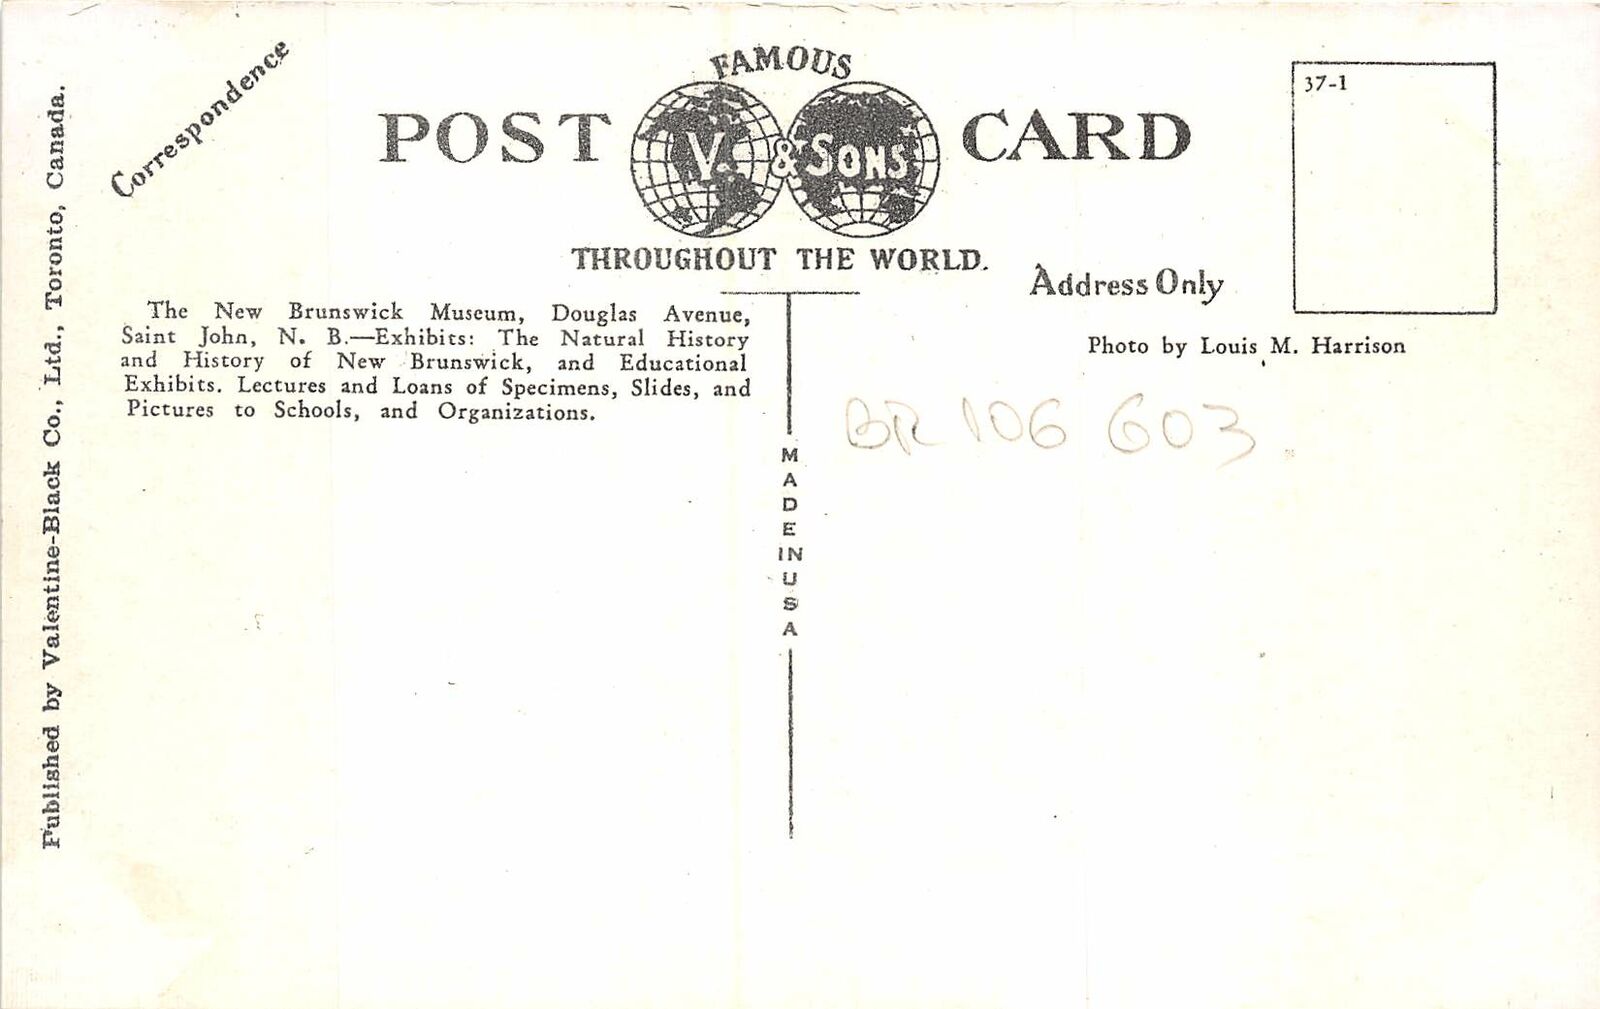 Published by Valentine-Black Co., Ltd., Toronto, Canada.
Correspondence
FAMOUS
POST V. & SONS CARD
THROUGHOUT THE WORLD.
37-1
Address Only
The New Brunswick Museum, Douglas Avenue,
Saint John, N. B.—Exhibits: The Natural History
and History of New Brunswick, and Educational
Exhibits. Lectures and Loans of Specimens, Slides, and
Pictures to Schools, and Organizations.
Photo by Louis M. Harrison
BR 106 603
M
A
D
E
IN
U
S
A